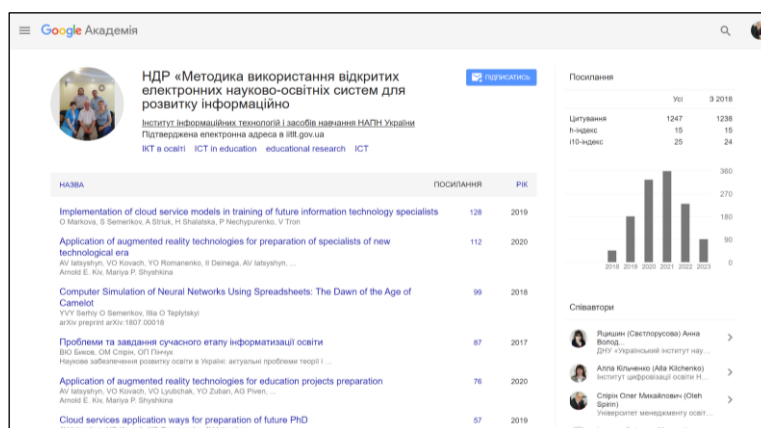 Google Академія
НДР «Методика використання відкритих
електронних науково-освітніх систем для
розвитку інформаційно
ПІДПИСАТИСЬ
Інститут інформаційних технологій і засобів навчання НАПН України
Підтверджена електронна адреса в iitlt.gov.ua
ІКТ в освіті ICT in education educational research ICT
НАЗВА ПОСИЛАННЯ РІК
Implementation of cloud service models in training of future information technology specialists 128 2019
O Markova, S Semerikov, A Striuk, H Shalatska, P Nechypurenko, V Tron
Application of augmented reality technologies for preparation of specialists of new 112 2020
technological era
AV Iatsyshyn, VO Kovach, YO Romanenko, II Deinega, AV Iatsyshyn, ...
Arnold E. Kiv, Mariya P. Shyshkina
Computer Simulation of Neural Networks Using Spreadsheets: The Dawn of the Age of 99 2018
Camelot
YVY Serhiy O Semerikov, Illia O Teplytskyi
arXiv preprint arXiv:1807.00018
Проблеми та завдання сучасного етапу інформатизації освіти 87 2017
ВЮ Биков, ОМ Спірін, ОП Пінчук
Наукове забезпечення розвитку освіти в Україні: актуальні проблеми теорії і ...
Application of augmented reality technologies for education projects preparation 76 2020
AV Iatsyshyn, VO Kovach, VO Lyubchak, YO Zuban, AG Piven, ...
Arnold E. Kiv, Mariya P. Shyshkina
Cloud services application ways for preparation of future PhD 57 2019
Посилання
Усі З 2018
Цитування 1247 1238
h-індекс 15 15
i10-індекс 25 24
360
270
180
90
0
2018 2019 2020 2021 2022 2023
Співавтори
Яцишин (Свєтлорусова) Анна
Волод...
ДНУ «Український інститут нау...
Алла Кільченко (Alla Kilchenko)
Інститут цифровізації освіти Н...
Спірін Олег Михайлович (Oleh
Spirin)
Університет менеджменту освіт...